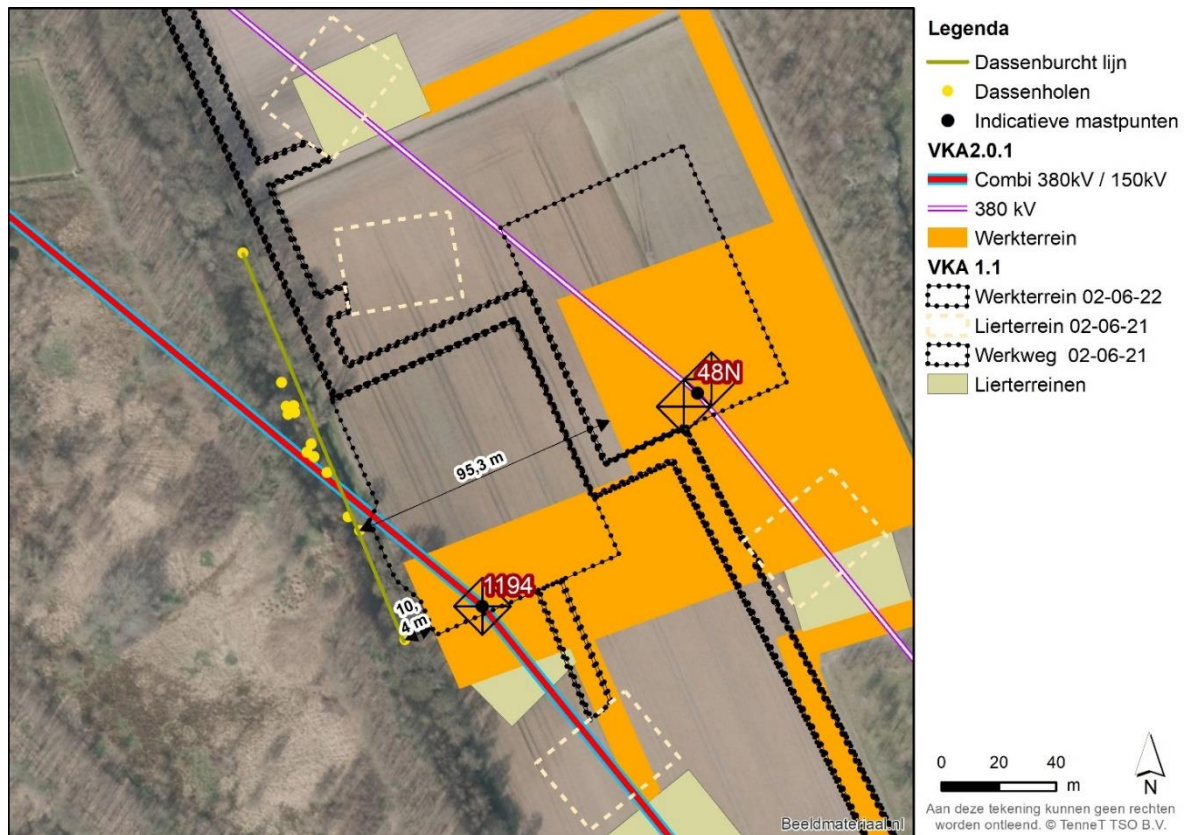 48N
95,3 m
1194
10,
4 m
Beeldmateriaal.nl
Legenda
Dassenburcht lijn
Dassenholen
Indicatieve mastpunten
VKA2.0.1
Combi 380kV / 150kV
380 kV
Werkterrein
VKA 1.1
Werkterrein 02-06-22
Lierterrein 02-06-21
Werkweg 02-06-21
Lierterreinen
0 20 40
m
N
Aan deze tekening kunnen geen rechten
worden ontleend. © TenneT TSO B.V.